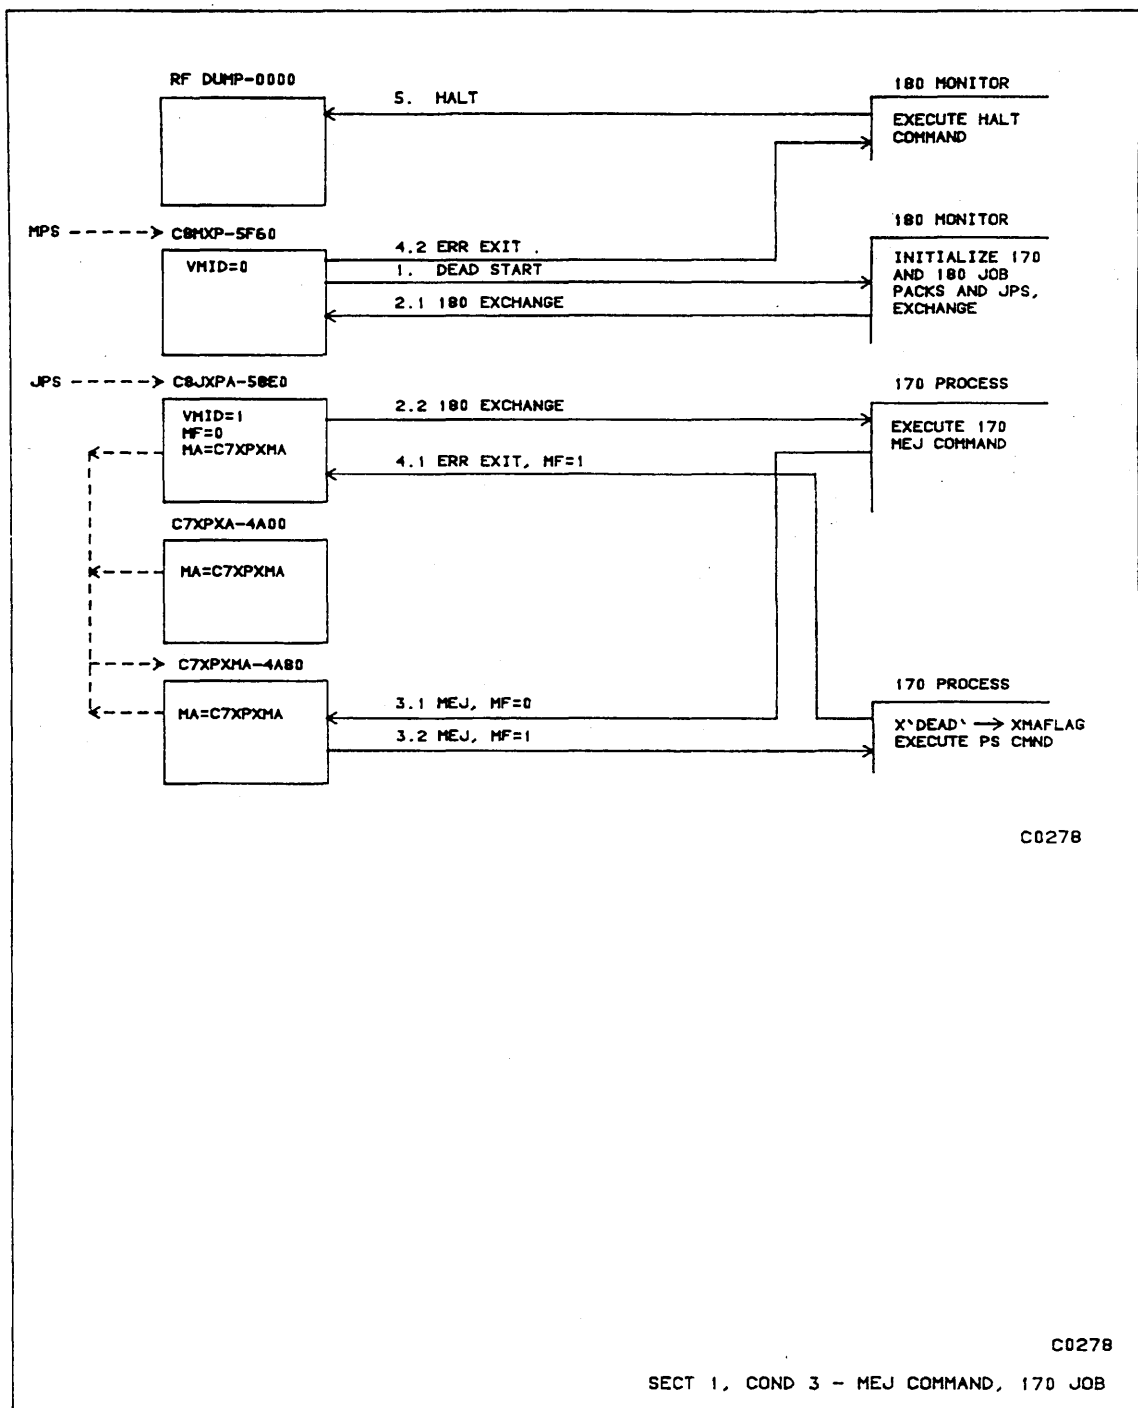 RF DUMP-0000
180 MONITOR
5. HALT
EXECUTE HALT
COMMAND
MPS
C8MXP-5F60
180 MONITOR
VMID=0
4.2 ERR EXIT
1. DEAD START
2.1 180 EXCHANGE
INITIALIZE 170
AND 180 JOB
PACKS AND JPS,
EXCHANGE
JPS
C8JXPA-58E0
170 PROCESS
VMID=1
MF=0
MA=C7XPXMA
2.2 180 EXCHANGE
4.1 ERR EXIT, MF=1
EXECUTE 170
MEJ COMMAND
C7XPXA-4A00
MA=C7XPXMA
C7XPXMA-4A80
170 PROCESS
MA=C7XPXMA
3.1 MEJ, MF=0
3.2 MEJ, MF=1
X`DEAD` → XMAFLAG
EXECUTE PS CMND
C0278
C0278
SECT 1, COND 3 - MEJ COMMAND, 170 JOB